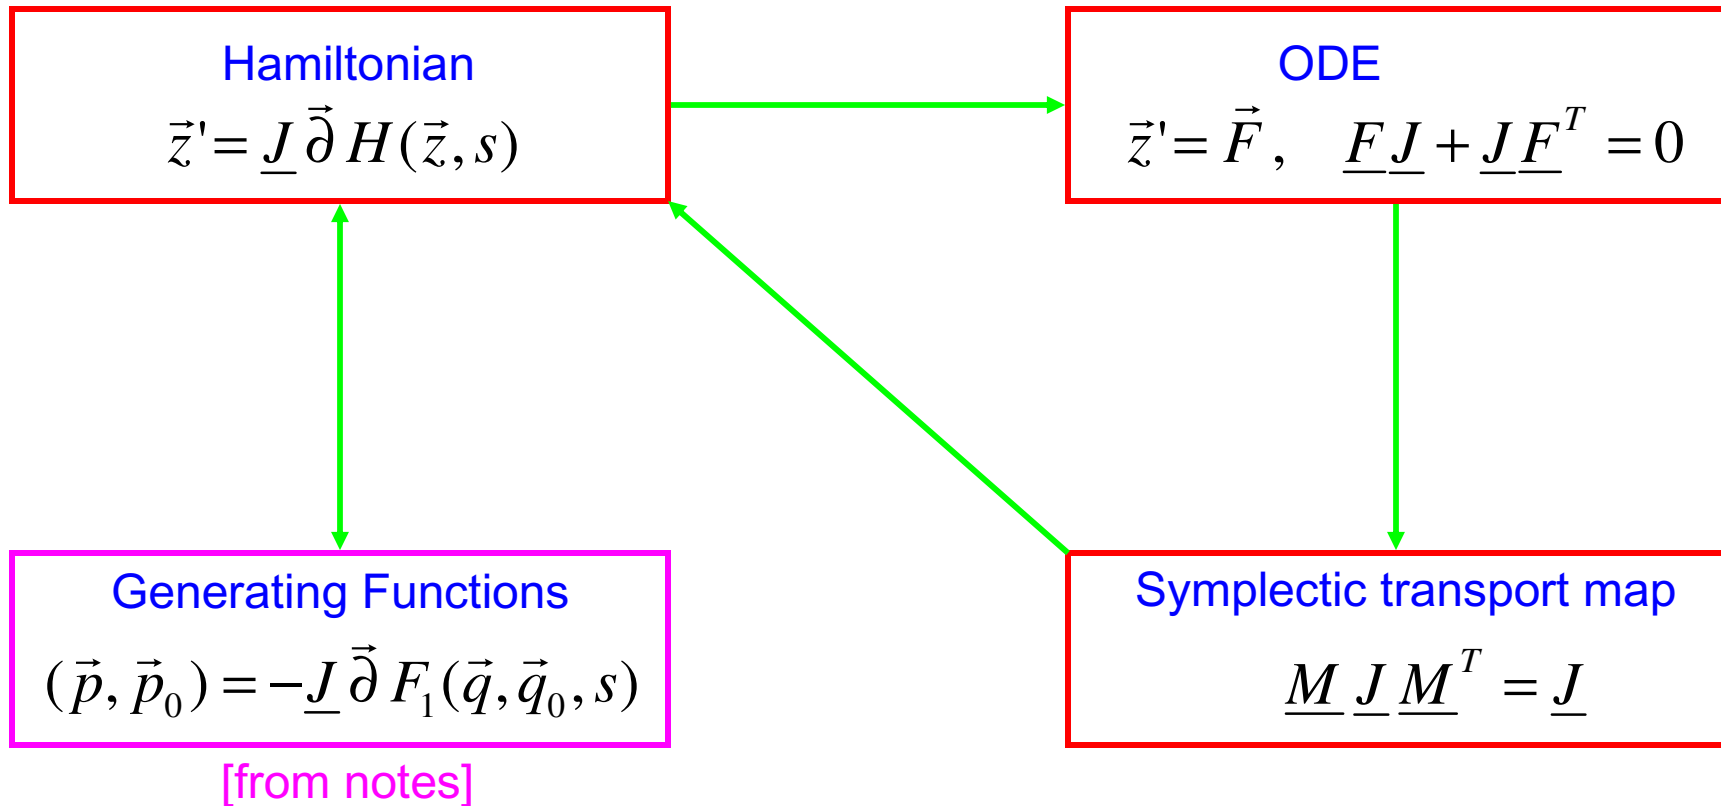 Hamiltonian
z⃗' = J̲ ∂⃗ H(z⃗, s)
ODE
z⃗' = F⃗ , F̲ J̲ + J̲ F̲ᵀ = 0
Generating Functions
(p⃗, p⃗₀) = −J̲ ∂⃗ F₁(q⃗, q⃗₀, s)
[from notes]
Symplectic transport map
M̲ J̲ M̲ᵀ = J̲